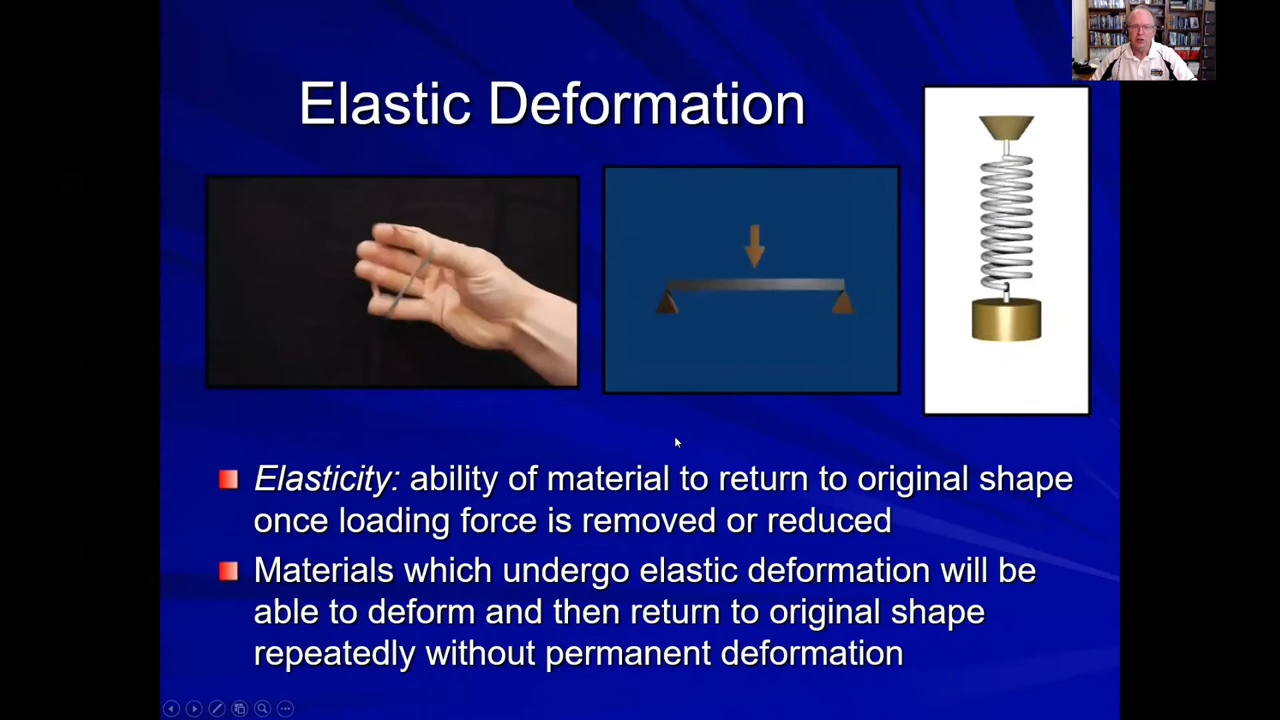 Elastic Deformation
Elasticity: ability of material to return to original shape
once loading force is removed or reduced
Materials which undergo elastic deformation will be
able to deform and then return to original shape
repeatedly without permanent deformation